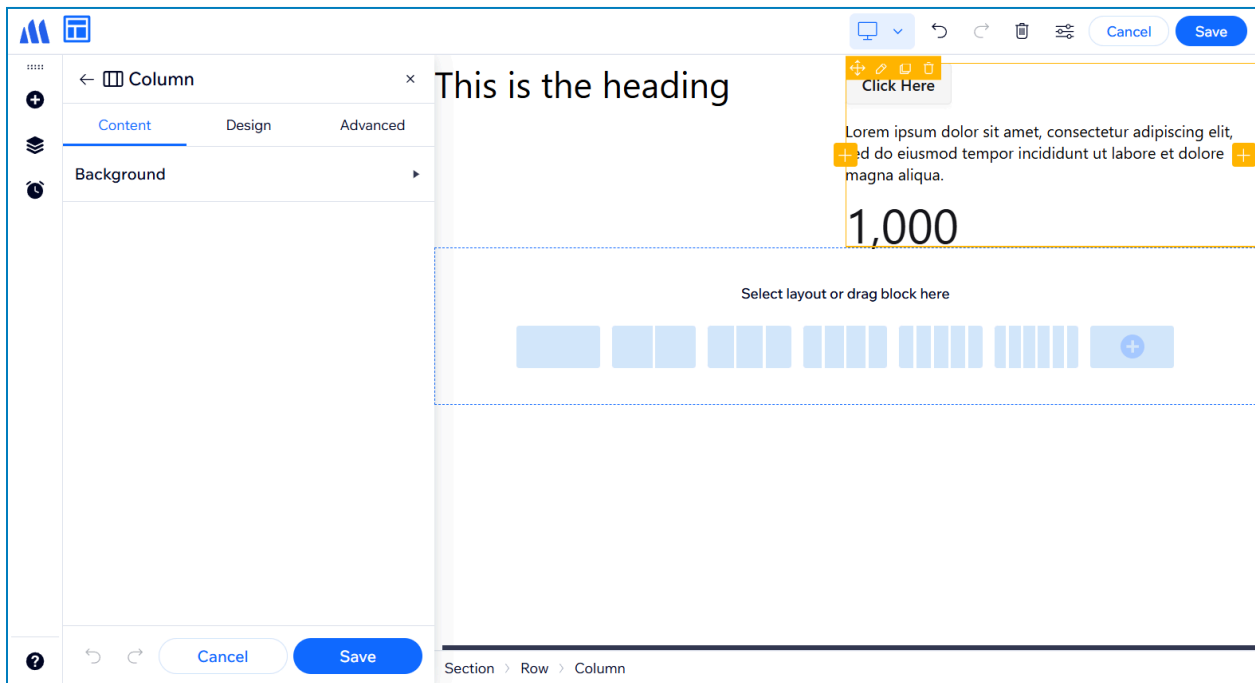 Cancel
Save
Column
Content
Design
Advanced
Background
This is the heading
Click Here
Lorem ipsum dolor sit amet, consectetur adipiscing elit,
ed do eiusmod tempor incididunt ut labore et dolore
magna aliqua.
1,000
Select layout or drag block here
Cancel
Save
Section
Row
Column